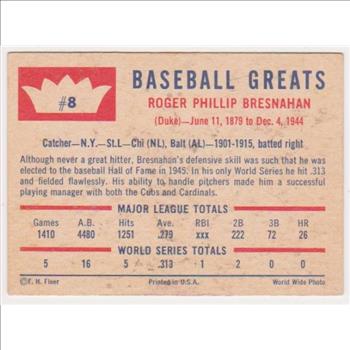 #8
BASEBALL GREATS
ROGER PHILLIP BRESNAHAN
(Duke)—June 11, 1879 to Dec. 4, 1944
Catcher—N.Y.—St.L—Chi (NL), Balt (AL)—1901-1915, batted right
Although never a great hitter, Bresnahan's defensive skill was such that he
was elected to the baseball Hall of Fame in 1945. In his only World Series he hit .313
and fielded flawlessly. His ability to handle pitchers made him a successful
playing manager with both the Cubs and Cardinals.
MAJOR LEAGUE TOTALS
Games A.B. Hits Ave. RBI 2B 3B HR
1410 4480 1251 .279 xxx 222 72 26
WORLD SERIES TOTALS
5 16 5 .313 1 2 0 0
©F. H. Fleer Printed in U.S.A. World Wide Photo